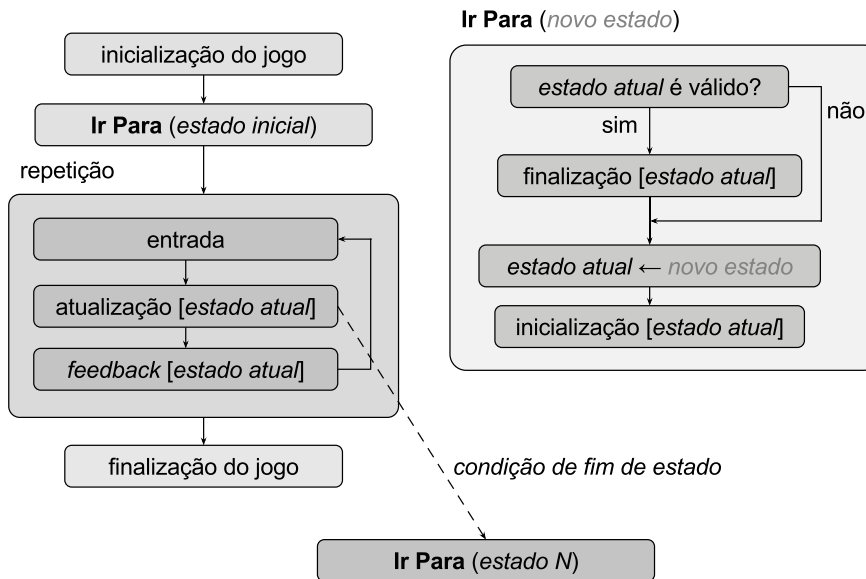 inicialização do jogo
Ir Para (estado inicial)
repetição
entrada
atualização [estado atual]
feedback [estado atual]
finalização do jogo
condição de fim de estado
Ir Para (estado N)
Ir Para (novo estado)
estado atual é válido?
não
sim
finalização [estado atual]
estado atual ← novo estado
inicialização [estado atual]